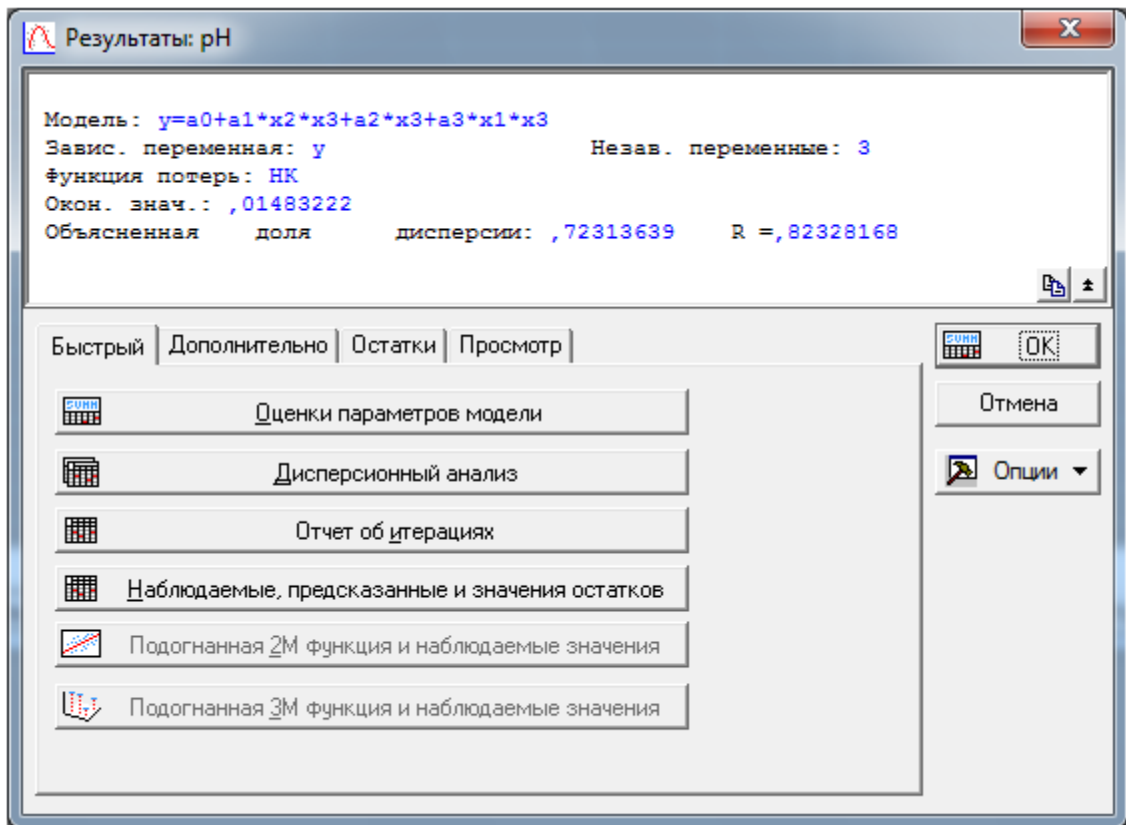 Результаты: pH
Модель: y=a0+a1*x2*x3+a2*x3+a3*x1*x3
Завис. переменная: y Незав. переменные: 3
Функция потерь: НК
Окон. знач.: ,01483222
Объясненная доля дисперсии: ,72313639 R =,82328168
Быстрый Дополнительно Остатки Просмотр
SUMM OK
SUMM Оценки параметров модели
Отмена
Дисперсионный анализ
Опции
Отчет об итерациях
Наблюдаемые, предсказанные и значения остатков
Подогнанная 2М функция и наблюдаемые значения
Подогнанная 3М функция и наблюдаемые значения